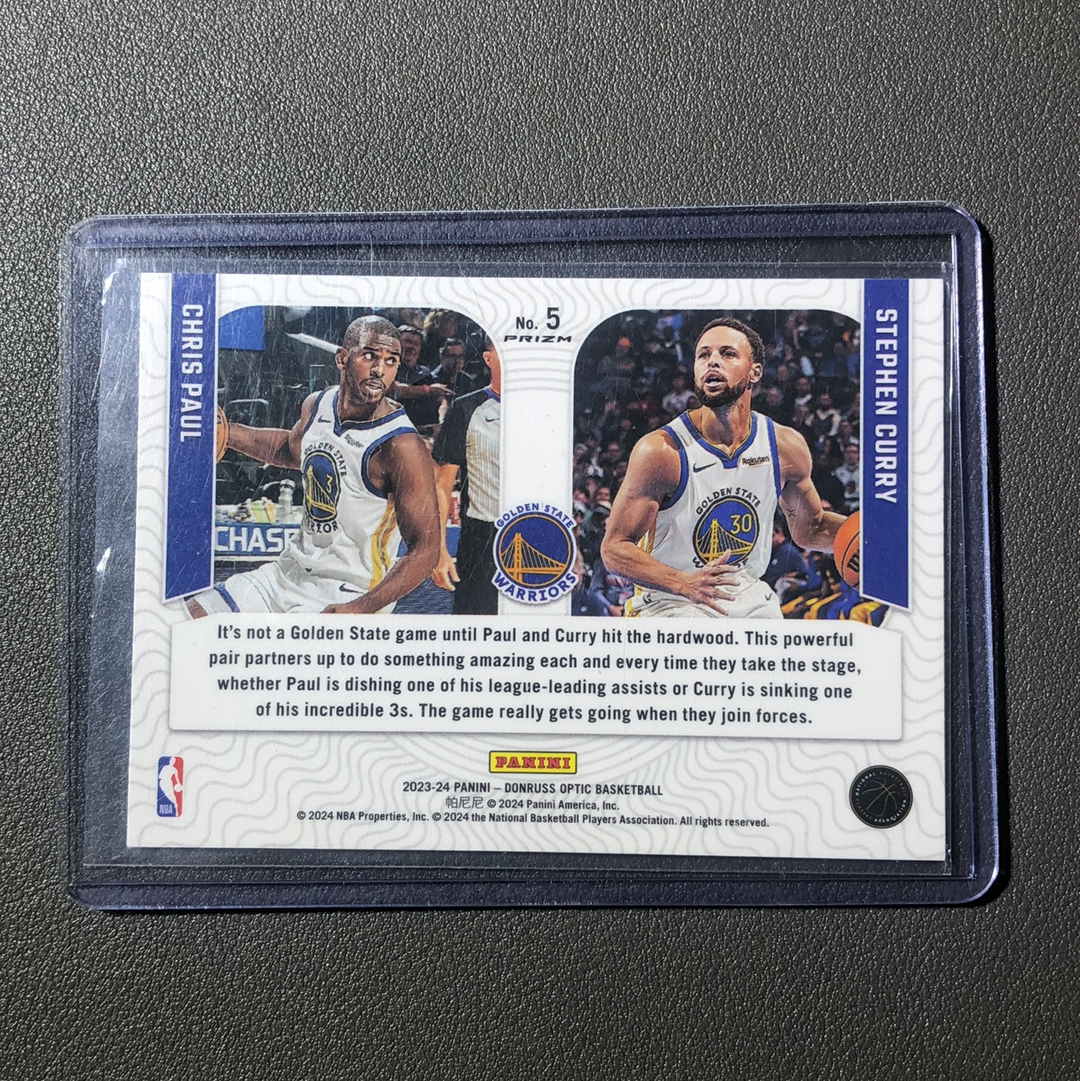 CHRIS PAUL
No. 5
PRIZM
STEPHEN CURRY
GOLDEN STATE
3
CHASE
Rakuten
GOLDEN STATE
30
GOLDEN STATE
WARRIORS
It's not a Golden State game until Paul and Curry hit the hardwood. This powerful
pair partners up to do something amazing each and every time they take the stage,
whether Paul is dishing one of his league-leading assists or Curry is sinking one
of his incredible 3s. The game really gets going when they join forces.
PANINI
2023-24 PANINI – DONRUSS OPTIC BASKETBALL
帕尼尼 © 2024 Panini America, Inc.
© 2024 NBA Properties, Inc. © 2024 the National Basketball Players Association. All rights reserved.
NBA